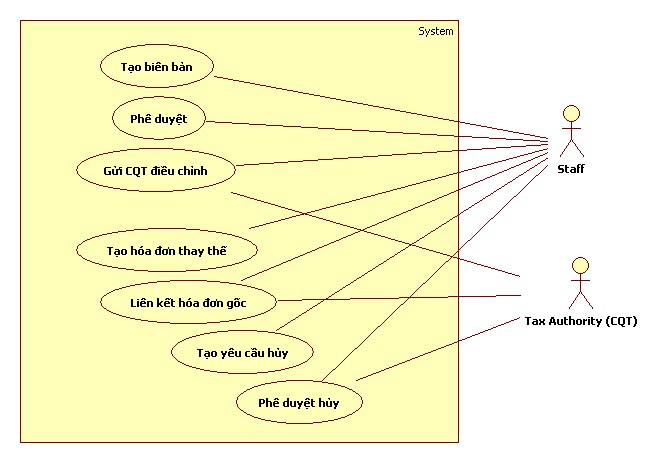 System
Tạo biên bản
Phê duyệt
Gửi CQT điều chỉnh
Tạo hóa đơn thay thế
Liên kết hóa đơn gốc
Tạo yêu cầu hủy
Phê duyệt hủy
Staff
Tax Authority (CQT)